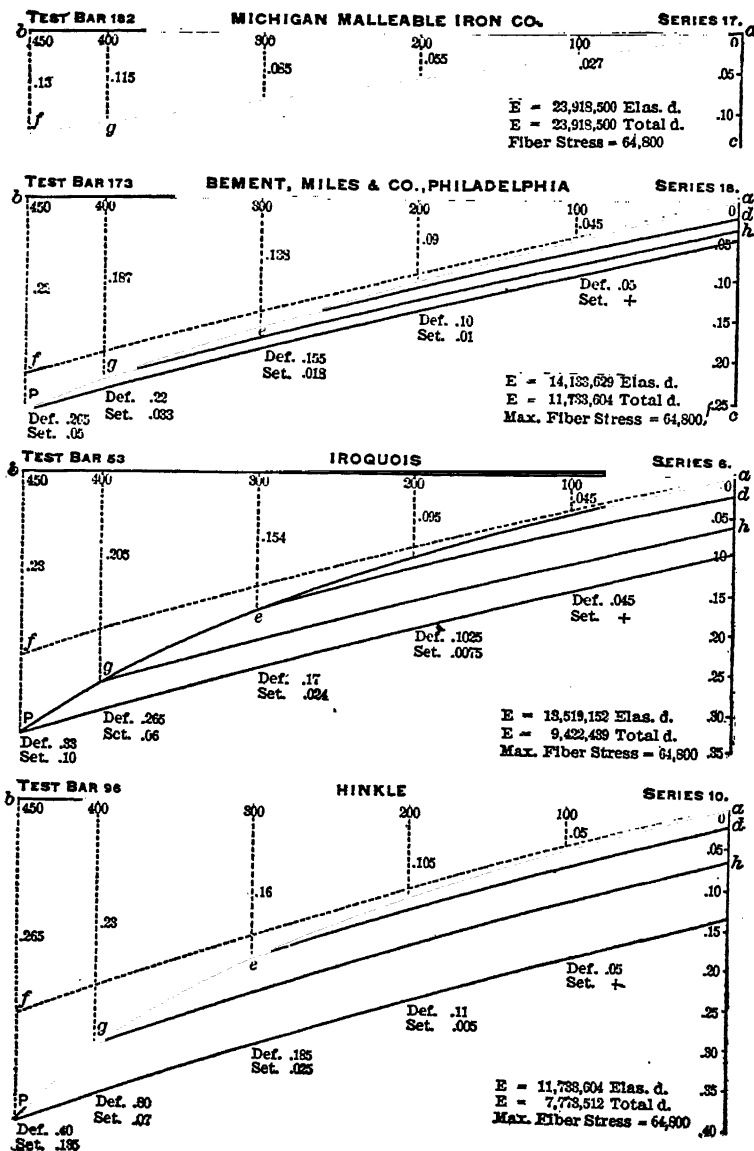 TEST BAR 182 MICHIGAN MALLEABLE IRON CO. SERIES 17.
b 450 400 300 200 100 0 a
.13 .115 .085 .055 .027 .05
.10
f g c
E = 23,918,500 Elas. d.
E = 23,918,500 Total d.
Fiber Stress = 64,800
TEST BAR 173 BEMENT, MILES & CO., PHILADELPHIA SERIES 18.
b 450 400 300 200 100 0 a
d
h
.22 .187 .138 .09 .045 .05
.10
.15
.20
.25 c
f g e
P
Def. .05
Set. +
Def. .10
Set. .01
Def. .155
Set. .018
Def. .22
Set. .033
Def. .265
Set. .05
E = 14,133,629 Elas. d.
E = 11,733,604 Total d.
Max. Fiber Stress = 64,800
TEST BAR 53 IROQUOIS SERIES 6.
b 450 400 300 200 100 0 a
d
h
.23 .205 .154 .095 .045 .05
.10
.15
.20
.25
.30
.35
f g e
P
Def. .045
Set. +
Def. .1025
Set. .0075
Def. .17
Set. .024
Def. .265
Set. .06
Def. .33
Set. .10
E = 13,519,152 Elas. d.
E = 9,422,439 Total d.
Max. Fiber Stress = 64,800
TEST BAR 96 HINKLE SERIES 10.
b 450 400 300 200 100 0 a
d
h
.265 .23 .16 .105 .05 .05
.10
.15
.20
.25
.30
.35
.40
f g e
P
Def. .05
Set. +
Def. .11
Set. .005
Def. .185
Set. .025
Def. .30
Set. .07
Def. .40
Set. .135
E = 11,733,604 Elas. d.
E = 7,773,512 Total d.
Max. Fiber Stress = 64,800